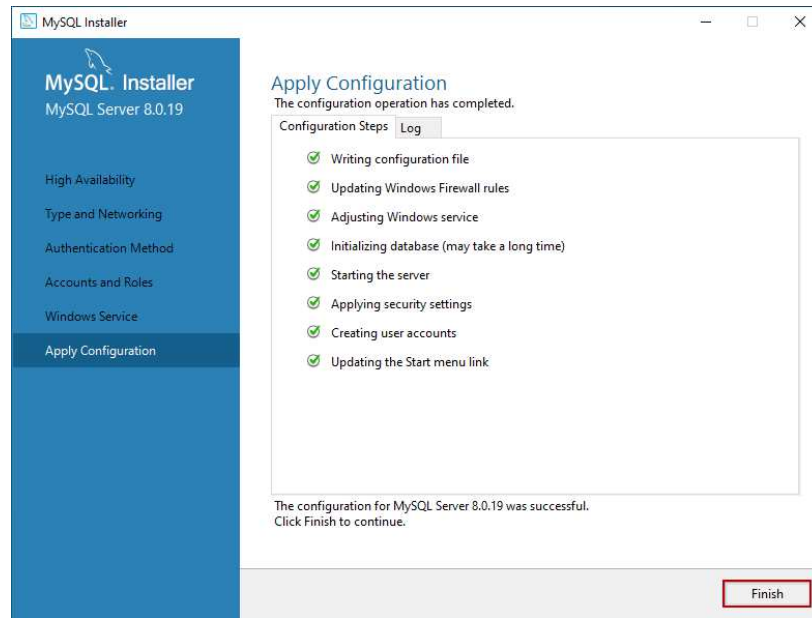 MySQL Installer
MySQL. Installer
MySQL Server 8.0.19
High Availability
Type and Networking
Authentication Method
Accounts and Roles
Windows Service
Apply Configuration
Apply Configuration
The configuration operation has completed.
Configuration Steps Log
Writing configuration file
Updating Windows Firewall rules
Adjusting Windows service
Initializing database (may take a long time)
Starting the server
Applying security settings
Creating user accounts
Updating the Start menu link
The configuration for MySQL Server 8.0.19 was successful.
Click Finish to continue.
Finish